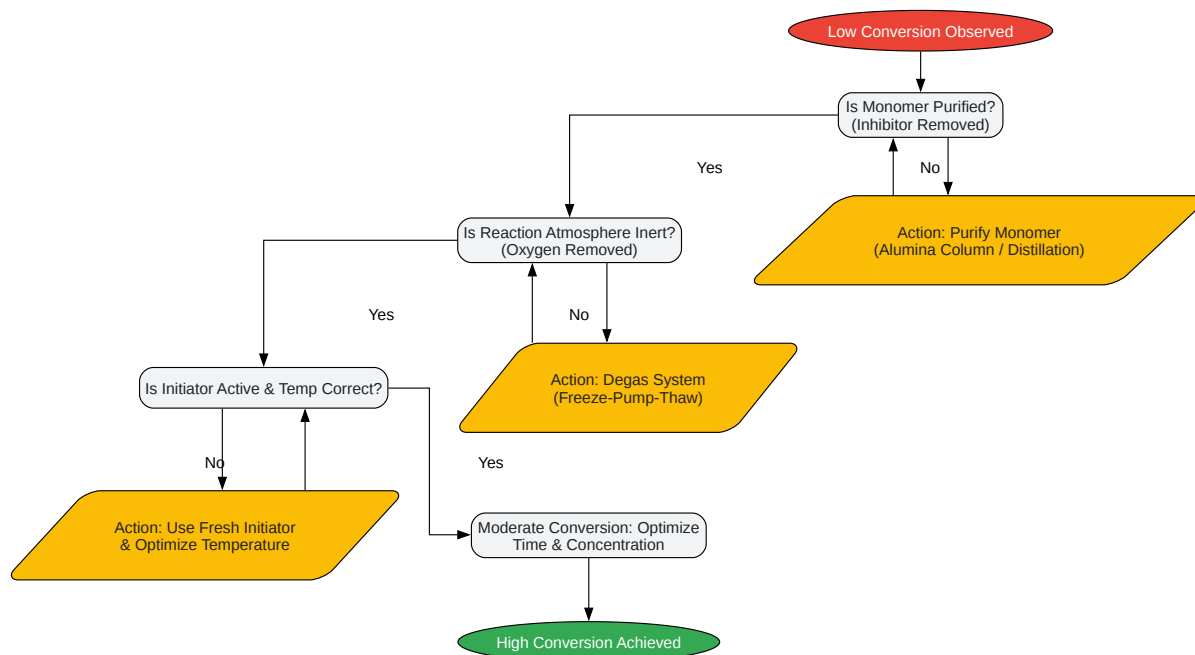 Low Conversion Observed
Is Monomer Purified?
(Inhibitor Removed)
Yes
No
Action: Purify Monomer
(Alumina Column / Distillation)
Is Reaction Atmosphere Inert?
(Oxygen Removed)
Yes
No
Action: Degas System
(Freeze-Pump-Thaw)
Is Initiator Active & Temp Correct?
No
Yes
Action: Use Fresh Initiator
& Optimize Temperature
Moderate Conversion: Optimize
Time & Concentration
High Conversion Achieved